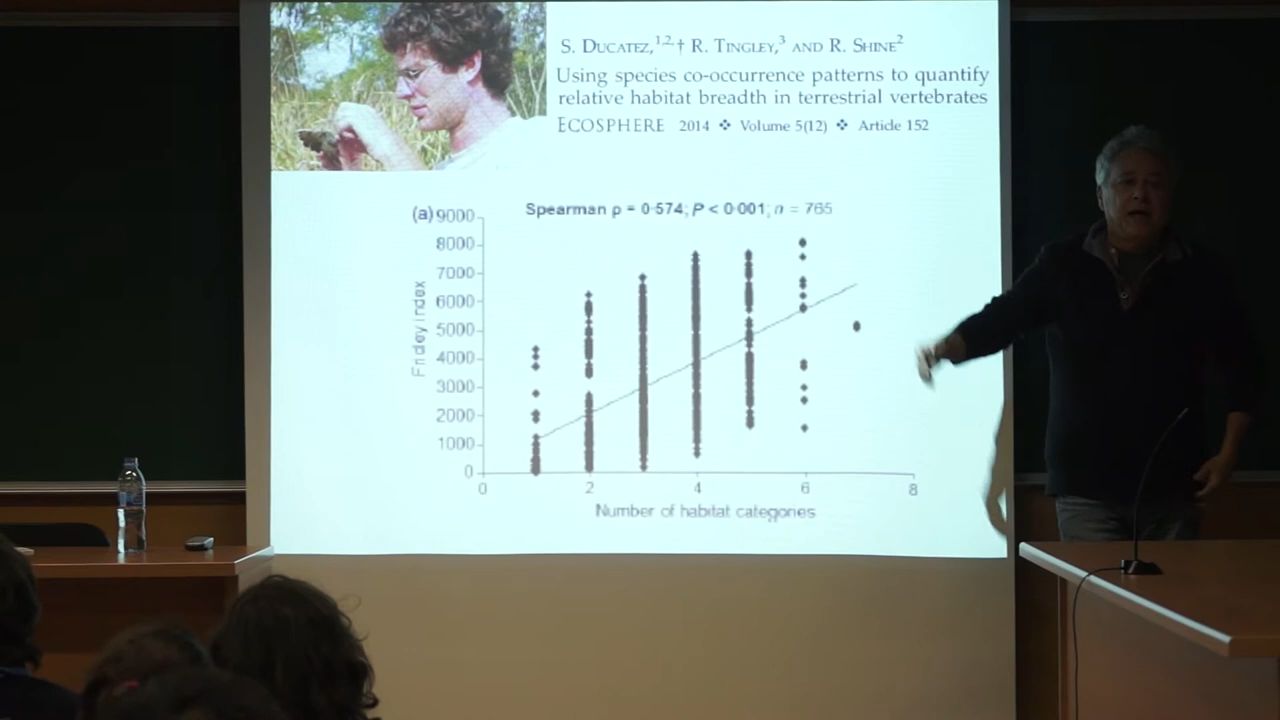 S. DUCATEZ,1,2,† R. TINGLEY,3 AND R. SHINE2
Using species co-occurrence patterns to quantify
relative habitat breadth in terrestrial vertebrates
ECOSPHERE 2014 ❖ Volume 5(12) ❖ Article 152
(a)
Spearman ρ = 0·574; P < 0·001; n = 765
9000
8000
7000
6000
5000
4000
3000
2000
1000
0
Fridley index
0 2 4 6 8
Number of habitat categories